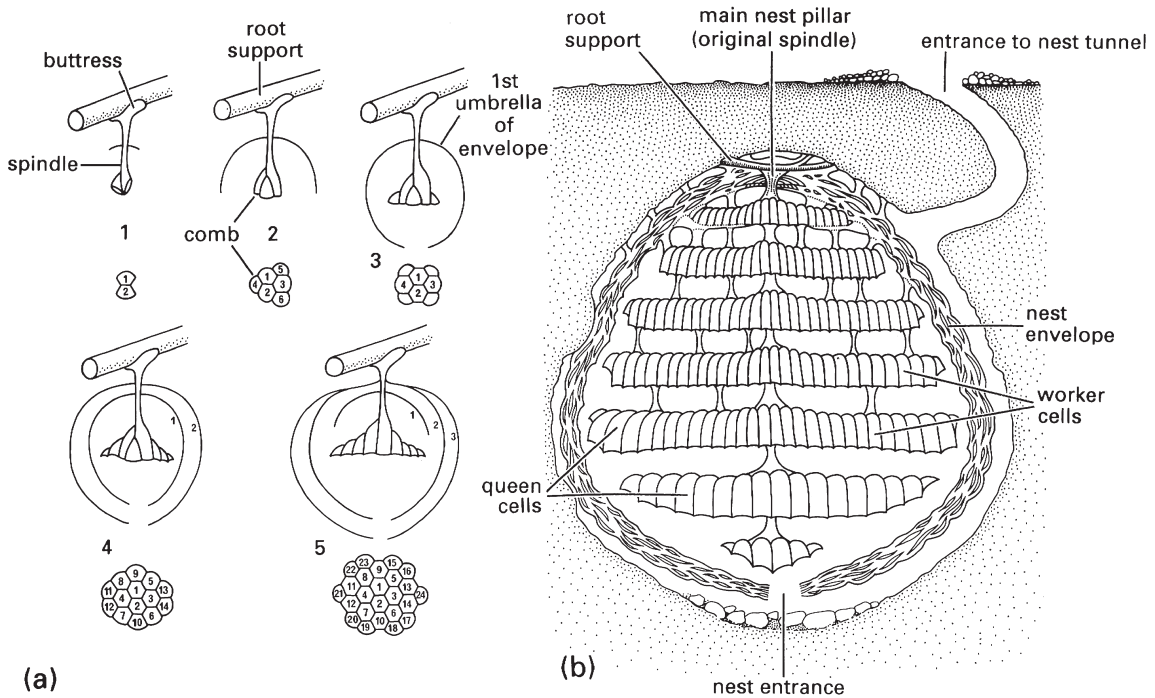 root
support
buttress
1st
umbrella
of
envelope
spindle
comb
1
2
3
1
2
5
4 1 3
2 6
4 1 3
2
1 2
1 2 3
4
5
9
8 5
11 1 13
4 3
12 2 14
7 6
10
23 15
22 9 16
8 5
11 1 13
21 4 3 24
12 2 14
7 6
20 10 17
19 18
(a)
root
support
main nest pillar
(original spindle)
entrance to nest tunnel
nest
envelope
worker
cells
queen
cells
nest entrance
(b)